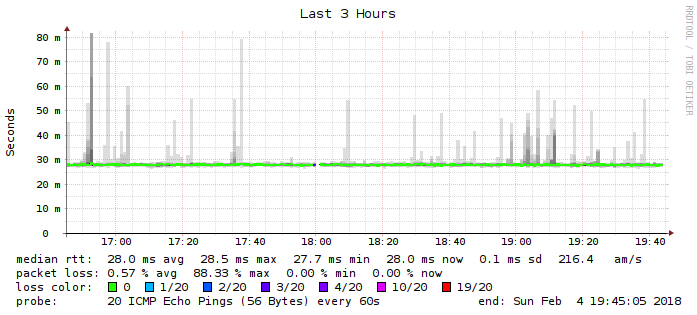 Last 3 Hours
RRDTOOL / TOBI OETIKER
Seconds
80 m
70 m
60 m
50 m
40 m
30 m
20 m
10 m
0
17:00 17:20 17:40 18:00 18:20 18:40 19:00 19:20 19:40
median rtt: 28.0 ms avg 28.5 ms max 27.7 ms min 28.0 ms now 0.1 ms sd 216.4 am/s
packet loss: 0.57 % avg 88.33 % max 0.00 % min 0.00 % now
loss color: 0 1/20 2/20 3/20 4/20 10/20 19/20
probe: 20 ICMP Echo Pings (56 Bytes) every 60s end: Sun Feb 4 19:45:05 2018